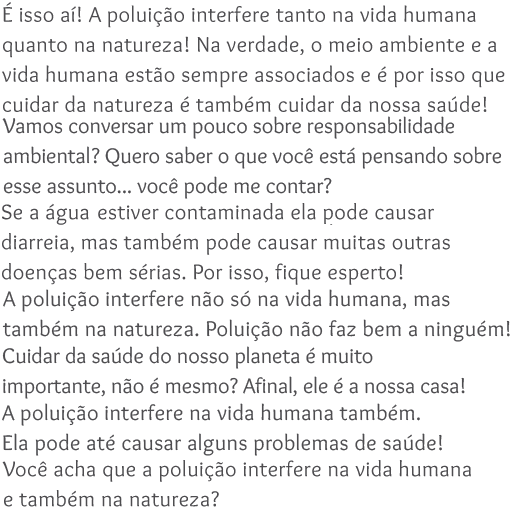 É isso aí! A poluição interfere tanto na vida humana
quanto na natureza! Na verdade, o meio ambiente e a
vida humana estão sempre associados e é por isso que
cuidar da natureza é também cuidar da nossa saúde!
Vamos conversar um pouco sobre responsabilidade
ambiental? Quero saber o que você está pensando sobre
esse assunto... você pode me contar?
Se a água estiver contaminada ela pode causar
diarreia, mas também pode causar muitas outras
doenças bem sérias. Por isso, fique esperto!
A poluição interfere não só na vida humana, mas
também na natureza. Poluição não faz bem a ninguém!
Cuidar da saúde do nosso planeta é muito
importante, não é mesmo? Afinal, ele é a nossa casa!
A poluição interfere na vida humana também.
Ela pode até causar alguns problemas de saúde!
Você acha que a poluição interfere na vida humana
e também na natureza?